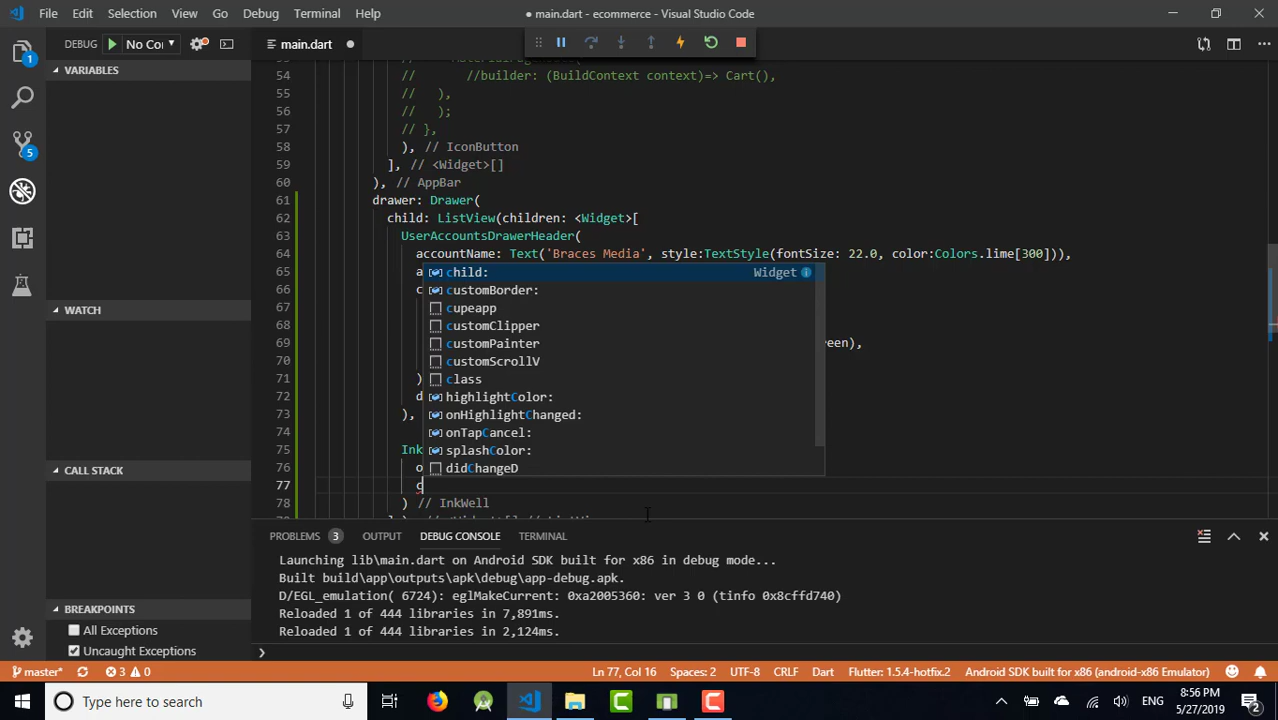 File Edit Selection View Go Debug Terminal Help
● main.dart - ecommerce - Visual Studio Code
DEBUG No Cor
main.dart ●
VARIABLES
WATCH
CALL STACK
BREAKPOINTS
All Exceptions
Uncaught Exceptions
54 // //builder: (BuildContext context)=> Cart(),
55 // ),
56 // );
57 // },
58 ), // IconButton
59 ], // <Widget>[]
60 ), // AppBar
61 drawer: Drawer(
62 child: ListView(children: <Widget>[
63 UserAccountsDrawerHeader(
64 accountName: Text('Braces Media', style:TextStyle(fontSize: 22.0, color:Colors.lime[300])),
65 a
66 c
67
68
69 een),
70
71 )
72 d
73 ),
74
75 Ink
76 o
77 c
78 ) // InkWell
child: Widget
customBorder:
cupeapp
customClipper
customPainter
customScrollV
class
highlightColor:
onHighlightChanged:
onTapCancel:
splashColor:
didChangeD
PROBLEMS 3 OUTPUT DEBUG CONSOLE TERMINAL
Launching lib\main.dart on Android SDK built for x86 in debug mode...
Built build\app\outputs\apk\debug\app-debug.apk.
D/EGL_emulation( 6724): eglMakeCurrent: 0xa2005360: ver 3 0 (tinfo 0x8cffd740)
Reloaded 1 of 444 libraries in 7,891ms.
Reloaded 1 of 444 libraries in 2,124ms.
master* 3 0 Ln 77, Col 16 Spaces: 2 UTF-8 CRLF Dart Flutter: 1.5.4-hotfix.2 Android SDK built for x86 (android-x86 Emulator)
Type here to search
ENG
8:56 PM
5/27/2019
2
1
5